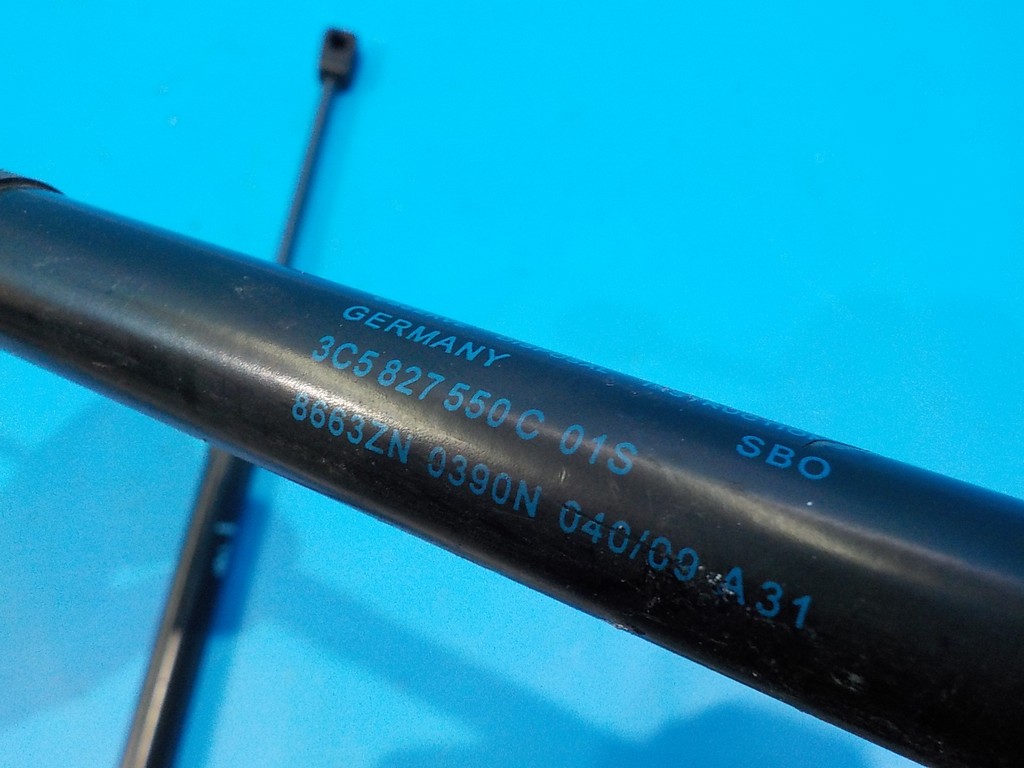 GERMANY
3C5 827 550 C 01S SBO
8663ZN 0390N 040/09 A31